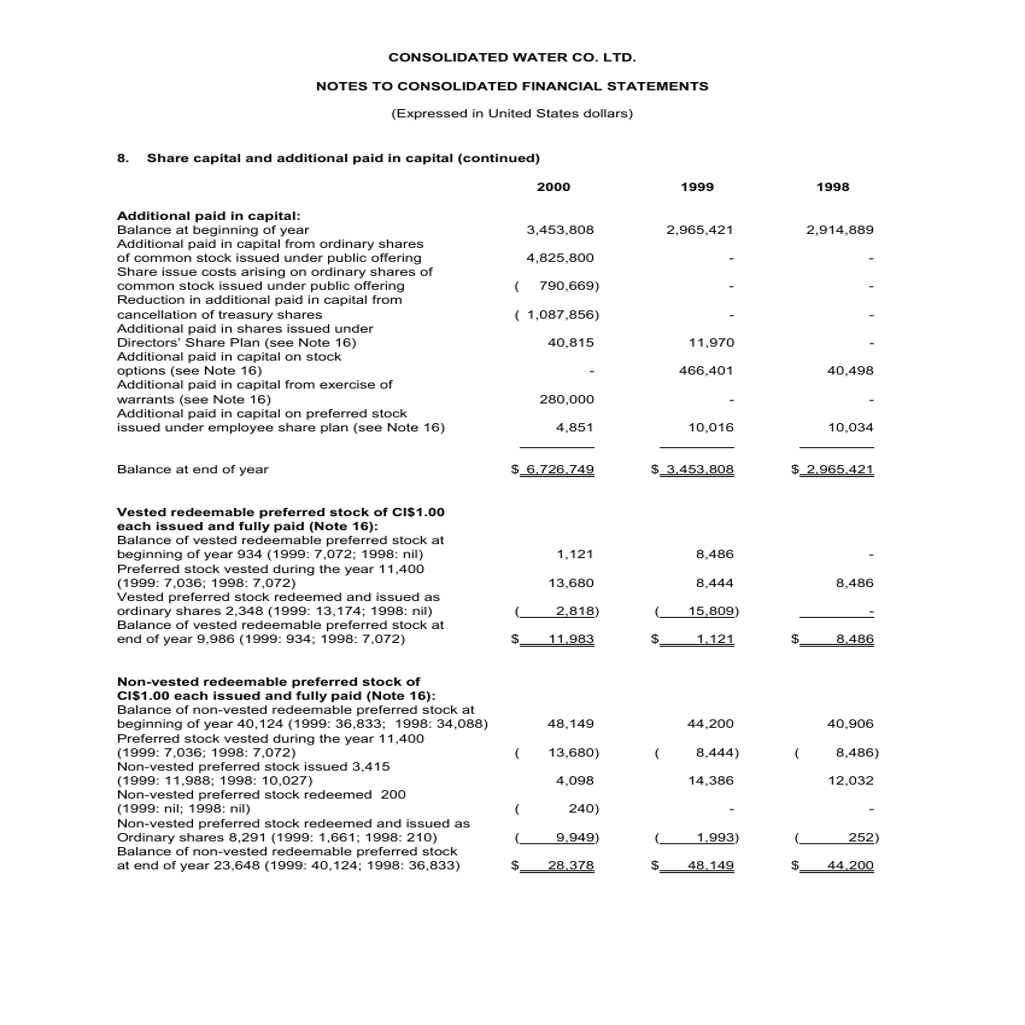 CONSOLIDATED WATER CO. LTD.
NOTES TO CONSOLIDATED FINANCIAL STATEMENTS
(Expressed in United States dollars)
8. Share capital and additional paid in capital (continued)
2000 1999 1998
Additional paid in capital:
Balance at beginning of year 3,453,808 2,965,421 2,914,889
Additional paid in capital from ordinary shares
of common stock issued under public offering 4,825,800 - -
Share issue costs arising on ordinary shares of
common stock issued under public offering ( 790,669) - -
Reduction in additional paid in capital from
cancellation of treasury shares ( 1,087,856) - -
Additional paid in shares issued under
Directors' Share Plan (see Note 16) 40,815 11,970 -
Additional paid in capital on stock
options (see Note 16) - 466,401 40,498
Additional paid in capital from exercise of
warrants (see Note 16) 280,000 - -
Additional paid in capital on preferred stock
issued under employee share plan (see Note 16) 4,851 10,016 10,034
Balance at end of year $ 6,726,749 $ 3,453,808 $ 2,965,421
Vested redeemable preferred stock of CI$1.00
each issued and fully paid (Note 16):
Balance of vested redeemable preferred stock at
beginning of year 934 (1999: 7,072; 1998: nil) 1,121 8,486 -
Preferred stock vested during the year 11,400
(1999: 7,036; 1998: 7,072) 13,680 8,444 8,486
Vested preferred stock redeemed and issued as
ordinary shares 2,348 (1999: 13,174; 1998: nil) ( 2,818) ( 15,809) -
Balance of vested redeemable preferred stock at
end of year 9,986 (1999: 934; 1998: 7,072) $ 11,983 $ 1,121 $ 8,486
Non-vested redeemable preferred stock of
CI$1.00 each issued and fully paid (Note 16):
Balance of non-vested redeemable preferred stock at
beginning of year 40,124 (1999: 36,833; 1998: 34,088) 48,149 44,200 40,906
Preferred stock vested during the year 11,400
(1999: 7,036; 1998: 7,072) ( 13,680) ( 8,444) ( 8,486)
Non-vested preferred stock issued 3,415
(1999: 11,988; 1998: 10,027) 4,098 14,386 12,032
Non-vested preferred stock redeemed 200
(1999: nil; 1998: nil) ( 240) - -
Non-vested preferred stock redeemed and issued as
Ordinary shares 8,291 (1999: 1,661; 1998: 210) ( 9,949) ( 1,993) ( 252)
Balance of non-vested redeemable preferred stock
at end of year 23,648 (1999: 40,124; 1998: 36,833) $ 28,378 $ 48,149 $ 44,200